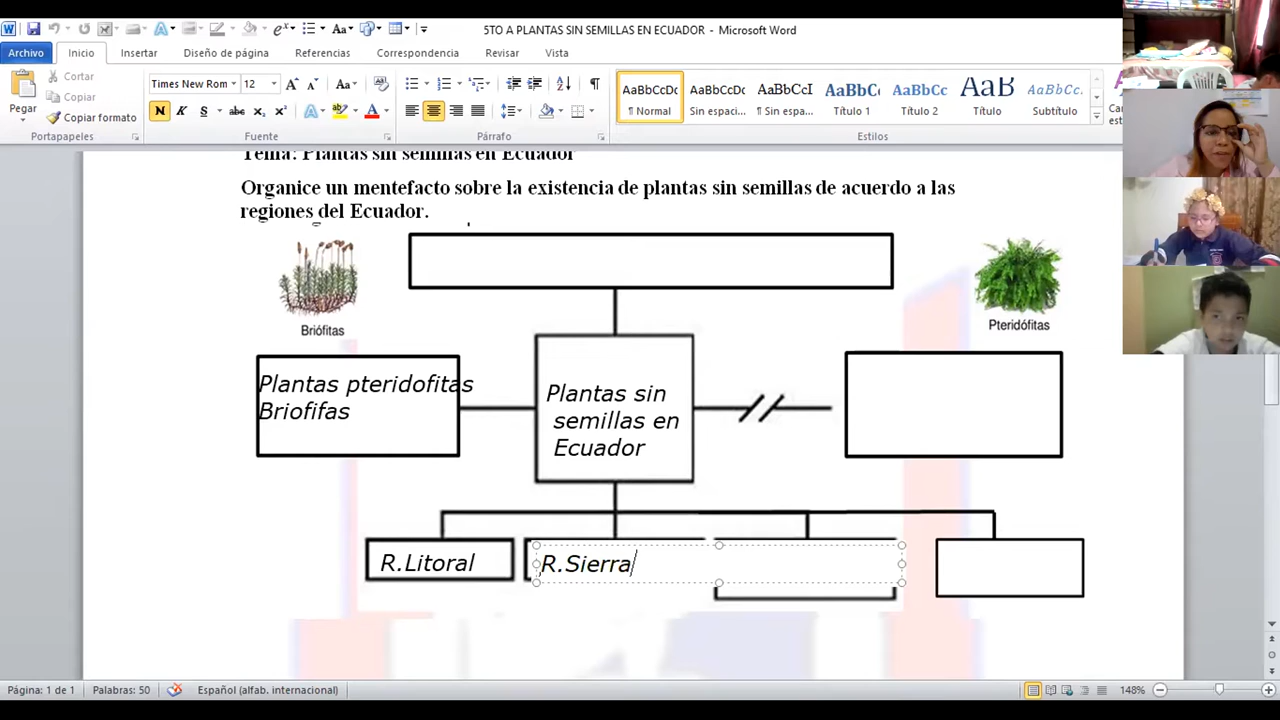 5TO A PLANTAS SIN SEMILLAS EN ECUADOR - Microsoft Word
Archivo Inicio Insertar Diseño de página Referencias Correspondencia Revisar Vista
Pegar
Cortar
Copiar
Copiar formato
Portapapeles
Times New Rom 12
Fuente
Párrafo
AaBbCcDc AaBbCcDc AaBbCcI AaBbCc AaBbCc AaB AaBbCc.
¶ Normal Sin espaci... ¶ Sin espa... Título 1 Título 2 Título Subtítulo
Estilos
Tema: Plantas sin semillas en Ecuador
Organice un mentefacto sobre la existencia de plantas sin semillas de acuerdo a las
regiones del Ecuador.
Briófitas
Pteridófitas
Plantas pteridofitas
Briofifas
Plantas sin
semillas en
Ecuador
R.Litoral
R.Sierra
Página: 1 de 1 Palabras: 50 Español (alfab. internacional) 148%